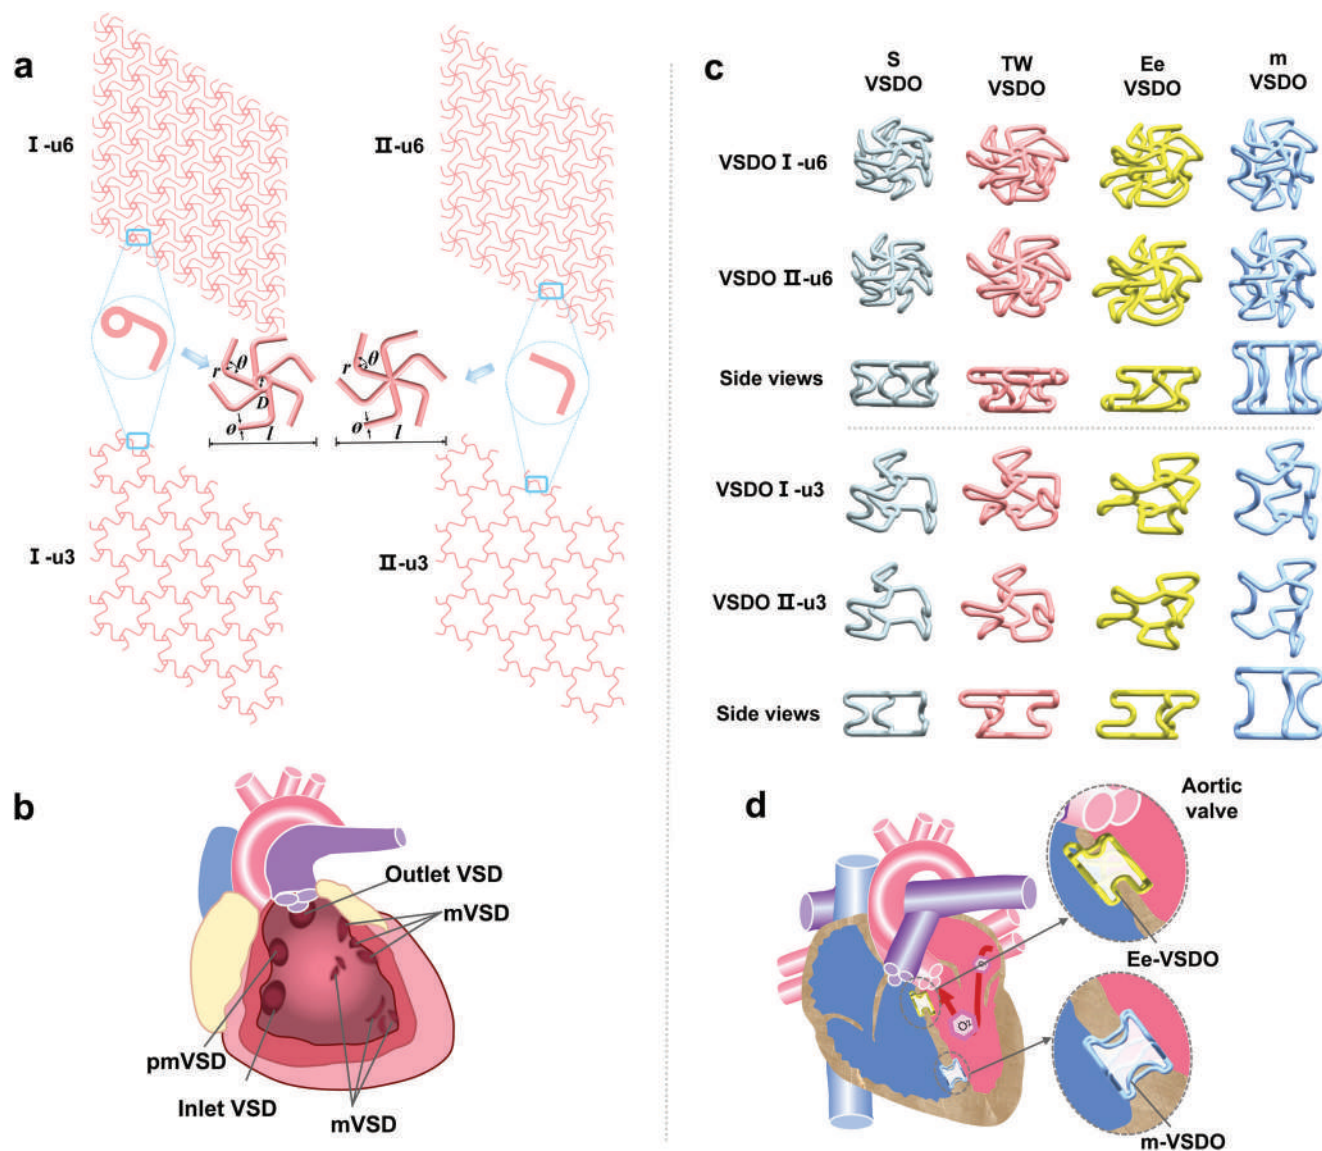 a
I-u6
II-u6
r
θ
D
ø
l
r
θ
ø
l
I-u3
II-u3
b
Outlet VSD
mVSD
pmVSD
Inlet VSD
mVSD
c
S
VSDO
TW
VSDO
Ee
VSDO
m
VSDO
VSDO I-u6
VSDO II-u6
Side views
VSDO I-u3
VSDO II-u3
Side views
d
Aortic
valve
Ee-VSDO
O₂
m-VSDO